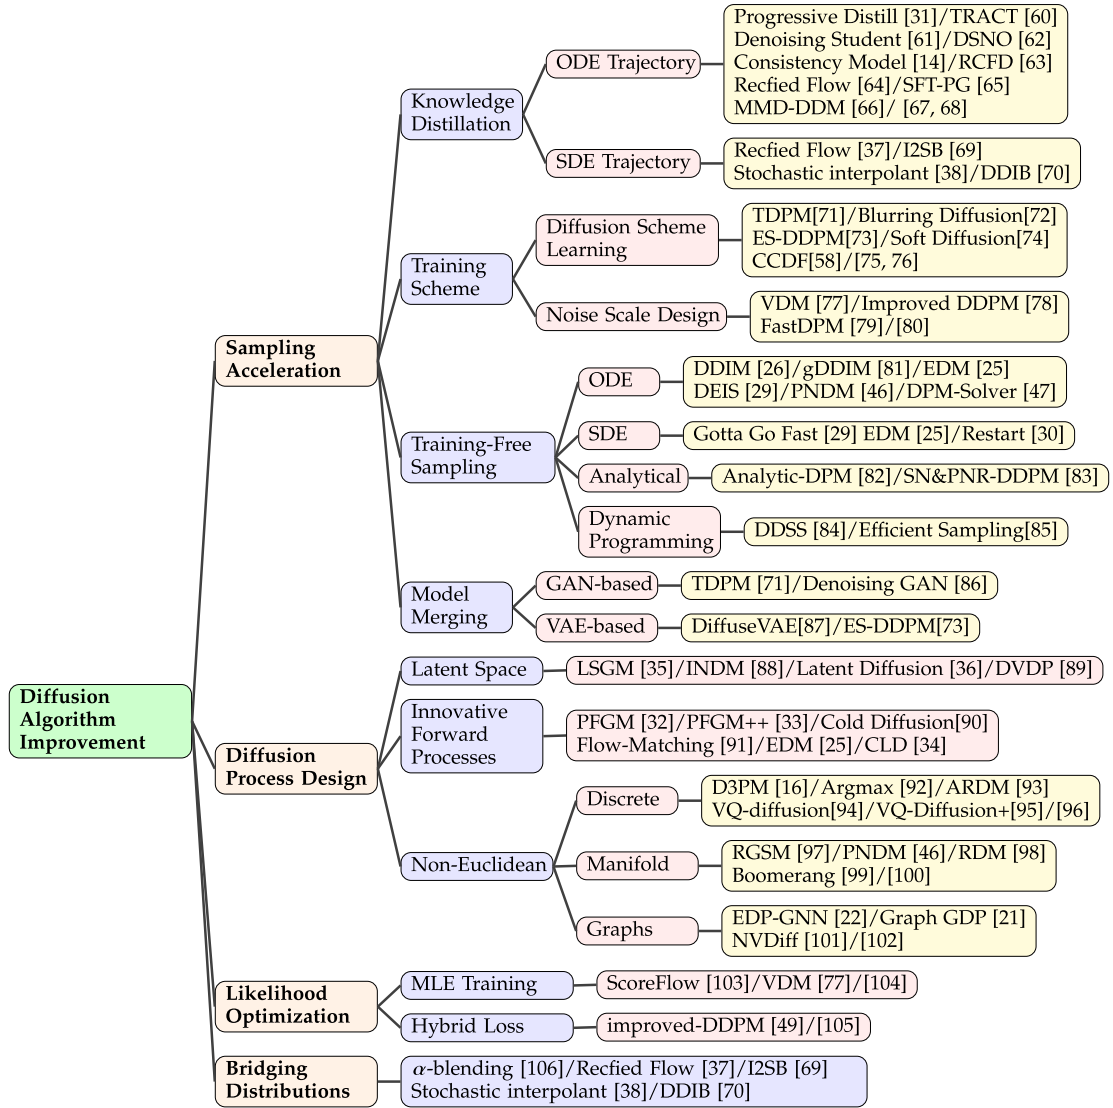 Progressive Distill [31]/TRACT [60]
Denoising Student [61]/DSNO [62]
ODE Trajectory
Consistency Model [14]/RCFD [63]
Recfied Flow [64]/SFT-PG [65]
MMD-DDM [66]/ [67, 68]
Knowledge
Distillation
SDE Trajectory
Recfied Flow [37]/I2SB [69]
Stochastic interpolant [38]/DDIB [70]
Training
Scheme
Diffusion Scheme
Learning
TDPM[71]/Blurring Diffusion[72]
ES-DDPM[73]/Soft Diffusion[74]
CCDF[58]/[75, 76]
Noise Scale Design
VDM [77]/Improved DDPM [78]
FastDPM [79]/[80]
Sampling
Acceleration
ODE
DDIM [26]/gDDIM [81]/EDM [25]
DEIS [29]/PNDM [46]/DPM-Solver [47]
Training-Free
Sampling
SDE
Gotta Go Fast [29] EDM [25]/Restart [30]
Analytical
Analytic-DPM [82]/SN&PNR-DDPM [83]
Dynamic
Programming
DDSS [84]/Efficient Sampling[85]
Model
Merging
GAN-based
TDPM [71]/Denoising GAN [86]
VAE-based
DiffuseVAE[87]/ES-DDPM[73]
Diffusion
Algorithm
Improvement
Latent Space
LSGM [35]/INDM [88]/Latent Diffusion [36]/DVDP [89]
Innovative
Forward
Processes
PFGM [32]/PFGM++ [33]/Cold Diffusion[90]
Flow-Matching [91]/EDM [25]/CLD [34]
Diffusion
Process Design
Discrete
D3PM [16]/Argmax [92]/ARDM [93]
VQ-diffusion[94]/VQ-Diffusion+[95]/[96]
Non-Euclidean
Manifold
RGSM [97]/PNDM [46]/RDM [98]
Boomerang [99]/[100]
Graphs
EDP-GNN [22]/Graph GDP [21]
NVDiff [101]/[102]
Likelihood
Optimization
MLE Training
ScoreFlow [103]/VDM [77]/[104]
Hybrid Loss
improved-DDPM [49]/[105]
Bridging
Distributions
α-blending [106]/Recfied Flow [37]/I2SB [69]
Stochastic interpolant [38]/DDIB [70]